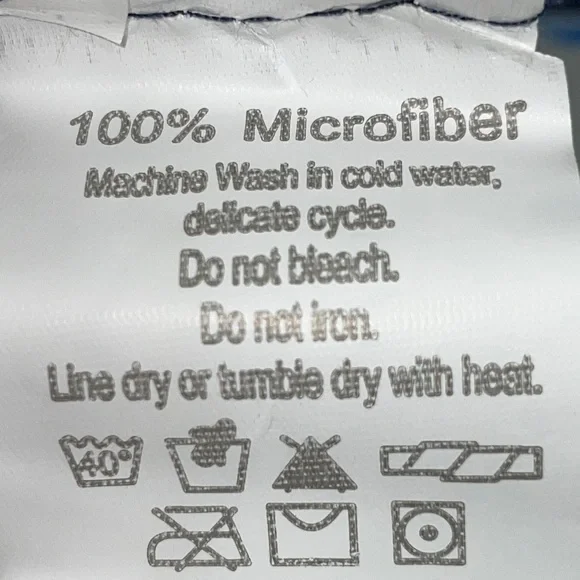 100% Microfiber
Machine Wash in cold water,
delicate cycle.
Do not bleach.
Do not iron.
Line dry or tumble dry with heat.
40°